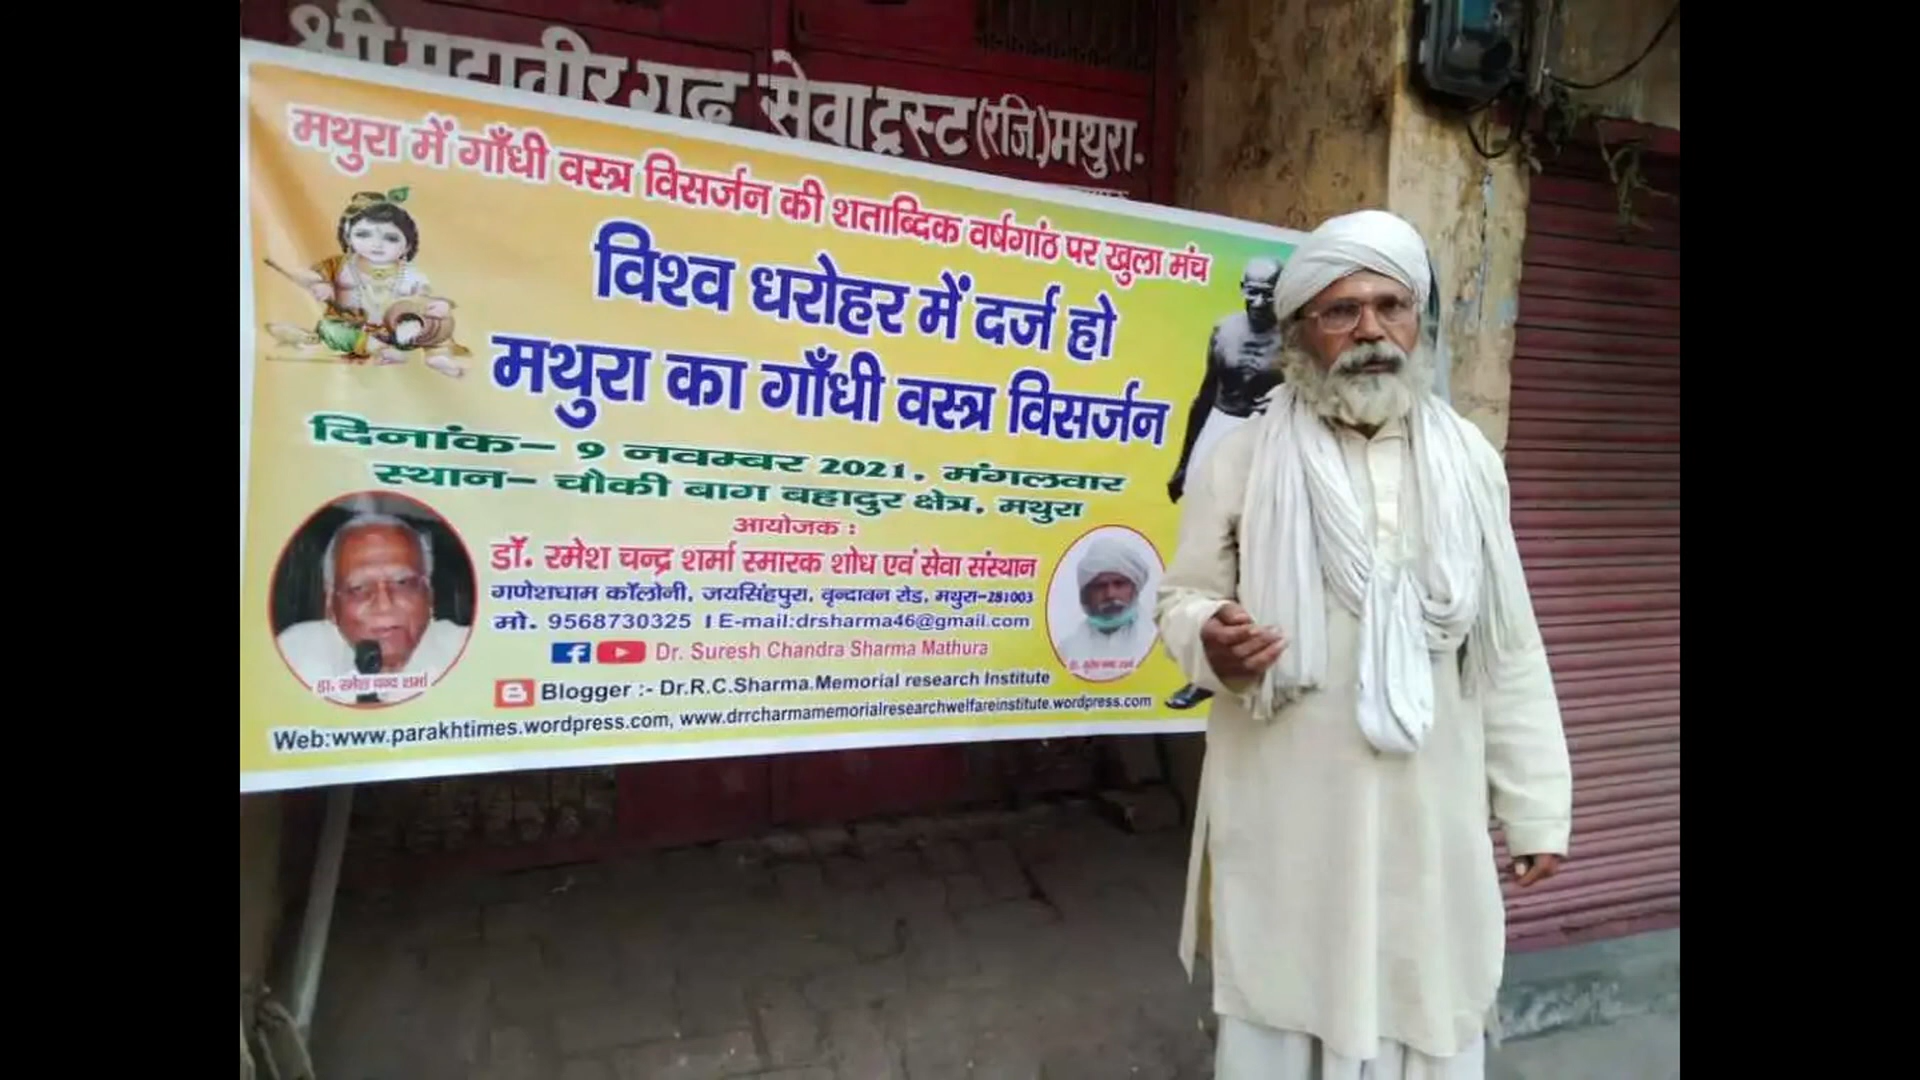 श्री महावीर गढ़ सेवा ट्रस्ट (रजि.) मथुरा.
मथुरा में गाँधी वस्त्र विसर्जन की शताब्दिक वर्षगांठ पर खुला मंच
विश्व धरोहर में दर्ज हो
मथुरा का गाँधी वस्त्र विसर्जन
दिनांक- 9 नवम्बर 2021, मंगलवार
स्थान- चौकी बाग बहादुर क्षेत्र, मथुरा
आयोजक :
डॉ. रमेश चन्द्र शर्मा स्मारक शोध एवं सेवा संस्थान
गणेशधाम कॉलोनी, जयसिंहपुरा, वृन्दावन रोड, मथुरा-281003
मो. 9568730325 । E-mail:drsharma46@gmail.com
Dr. Suresh Chandra Sharma Mathura
Blogger :- Dr.R.C.Sharma.Memorial research Institute
Web:www.parakhtimes.wordpress.com, www.drrcharmamemorialresearchwelfareinstitute.wordpress.com
डा. रमेश चन्द शर्मा